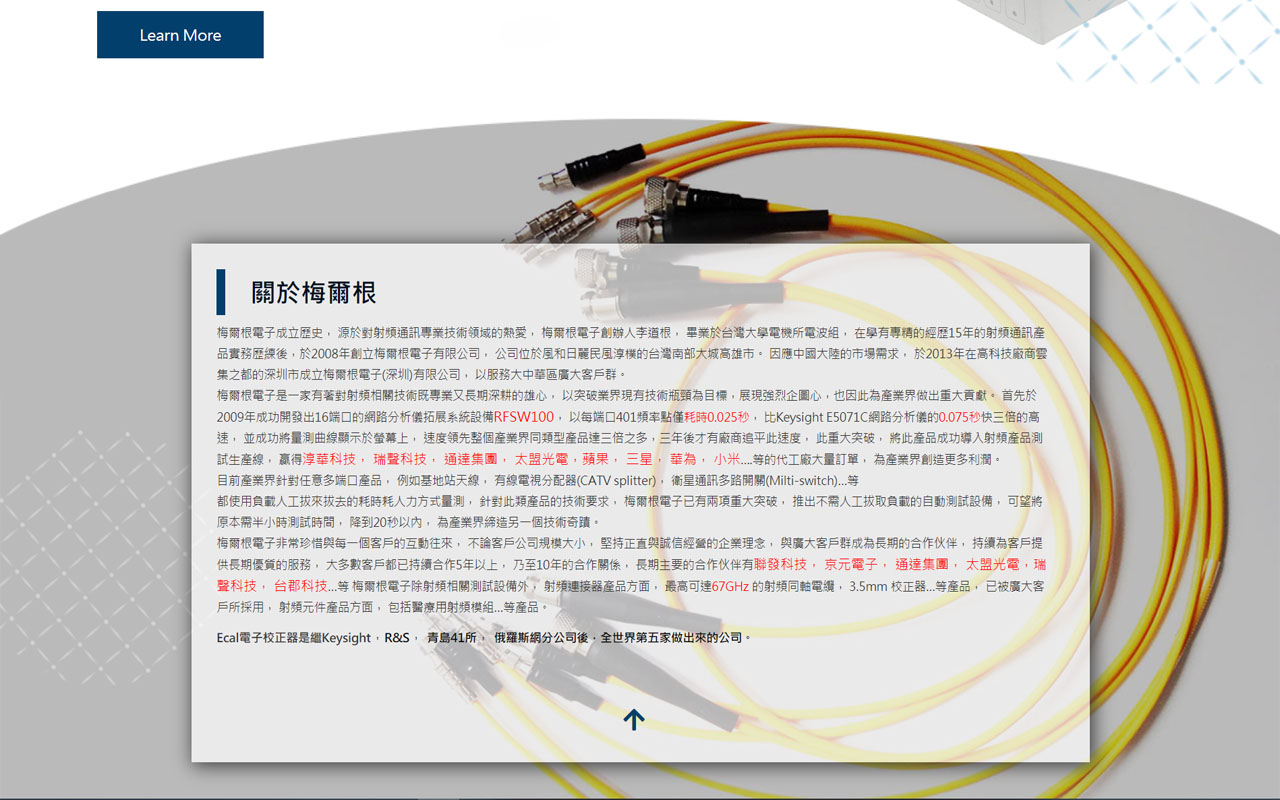 Learn More
關於梅爾根
梅爾根電子成立歷史， 源於對射頻通訊專業技術領域的熱愛， 梅爾根電子創辦人李道根， 畢業於台灣大學電機所電波組， 在學有專精的經歷15年的射頻通訊產
品實務歷練後，於2008年創立梅爾根電子有限公司， 公司位於風和日麗民風淳樸的台灣南部大城高雄市。 因應中國大陸的市場需求， 於2013年在高科技廠商雲
集之都的深圳市成立梅爾根電子(深圳)有限公司， 以服務大中華區廣大客戶群。
梅爾根電子是一家有著對射頻相關技術既專業又長期深耕的雄心， 以突破業界現有技術瓶頸為目標，展現強烈企圖心，也因此為產業界做出重大貢獻。 首先於
2009年成功開發出16端口的網路分析儀拓展系統設備RFSW100， 以每端口401頻率點僅耗時0.025秒， 比Keysight E5071C網路分析儀的0.075秒快三倍的高
速， 並成功將量測曲線顯示於螢幕上， 速度領先整個產業界同類型產品達三倍之多，三年後才有廠商追平此速度， 此重大突破， 將此產品成功導入射頻產品測
試生產線， 贏得淳華科技， 瑞聲科技， 通達集團， 太盟光電，蘋果， 三星， 華為， 小米....等的代工廠大量訂單， 為產業界創造更多利潤。
目前產業界針對任意多端口產品， 例如基地站天線， 有線電視分配器(CATV splitter)， 衛星通訊多路開關(Milti-switch)...等
都使用負載人工拔來拔去的耗時耗人力方式量測， 針對此類產品的技術要求， 梅爾根電子已有兩項重大突破， 推出不需人工拔取負載的自動測試設備， 可望將
原本需半小時測試時間， 降到20秒以內， 為產業界締造另一個技術奇蹟。
梅爾根電子非常珍惜與每一個客戶的互動往來， 不論客戶公司規模大小， 堅持正直與誠信經營的企業理念， 與廣大客戶群成為長期的合作伙伴， 持續為客戶提
供長期優質的服務， 大多數客戶都已持續合作5年以上， 乃至10年的合作關係， 長期主要的合作伙伴有聯發科技， 京元電子， 通達集團， 太盟光電，瑞
聲科技， 台郡科技...等 梅爾根電子除射頻相關測試設備外， 射頻連接器產品方面， 最高可達67GHz 的射頻同軸電纜， 3.5mm 校正器...等產品， 已被廣大客
戶所採用， 射頻元件產品方面， 包括醫療用射頻模組...等產品。
Ecal電子校正器是繼Keysight，R&S， 青島41所， 俄羅斯網分公司後，全世界第五家做出來的公司。